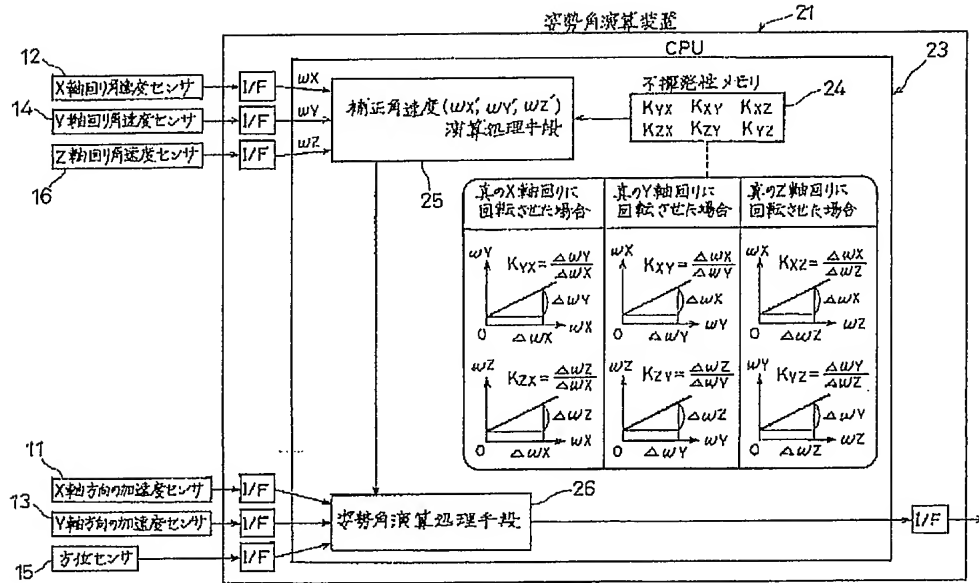 姿勢角演算装置
21
CPU
23
12
X軸回り角速度センサ
I/F
ωX
14
Y軸回り角速度センサ
I/F
ωY
Z軸回り角速度センサ
I/F
ωZ
16
補正角速度(ωX', ωY', ωZ')
演算処理手段
25
不揮発性メモリ
24
KYX KXY KXZ
KZX KZY KYZ
真のX軸回りに
回転させた場合
真のY軸回りに
回転させた場合
真のZ軸回りに
回転させた場合
ωY
KYX=ΔωY/ΔωX
ΔωY
0
ωX
ΔωX
ωX
KXY=ΔωX/ΔωY
ΔωX
0
ωY
ΔωY
ωX
KXZ=ΔωX/ΔωZ
ΔωX
0
ωZ
ΔωZ
ωZ
KZX=ΔωZ/ΔωX
ΔωZ
0
ωX
ΔωX
ωZ
KZY=ΔωZ/ΔωY
ΔωZ
0
ωY
ΔωY
ωY
KYZ=ΔωY/ΔωZ
ΔωY
0
ωZ
ΔωZ
11
X軸方向の加速度センサ
I/F
13
Y軸方向の加速度センサ
I/F
方位センサ
I/F
15
姿勢角演算処理手段
26
I/F